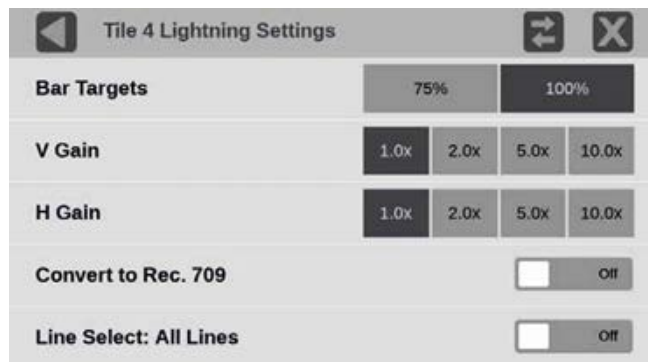 Tile 4 Lightning Settings
Bar Targets 75% 100%
V Gain 1.0x 2.0x 5.0x 10.0x
H Gain 1.0x 2.0x 5.0x 10.0x
Convert to Rec. 709 Off
Line Select: All Lines Off